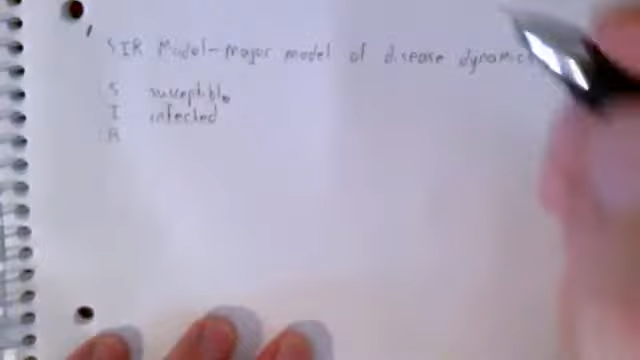 SIR Model-major model of disease dynamics
S susceptible
I infected
R